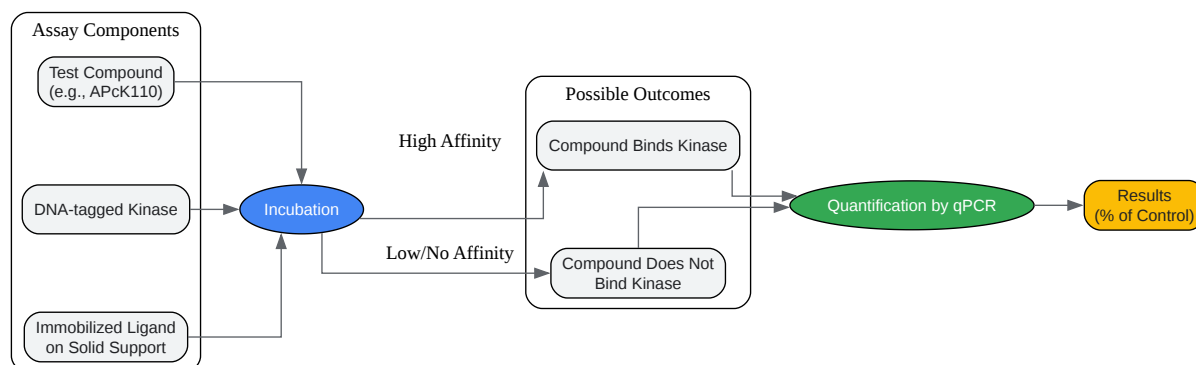 Assay Components
Test Compound
(e.g., APcK110)
DNA-tagged Kinase
Immobilized Ligand
on Solid Support
Incubation
High Affinity
Low/No Affinity
Possible Outcomes
Compound Binds Kinase
Compound Does Not
Bind Kinase
Quantification by qPCR
Results
(% of Control)